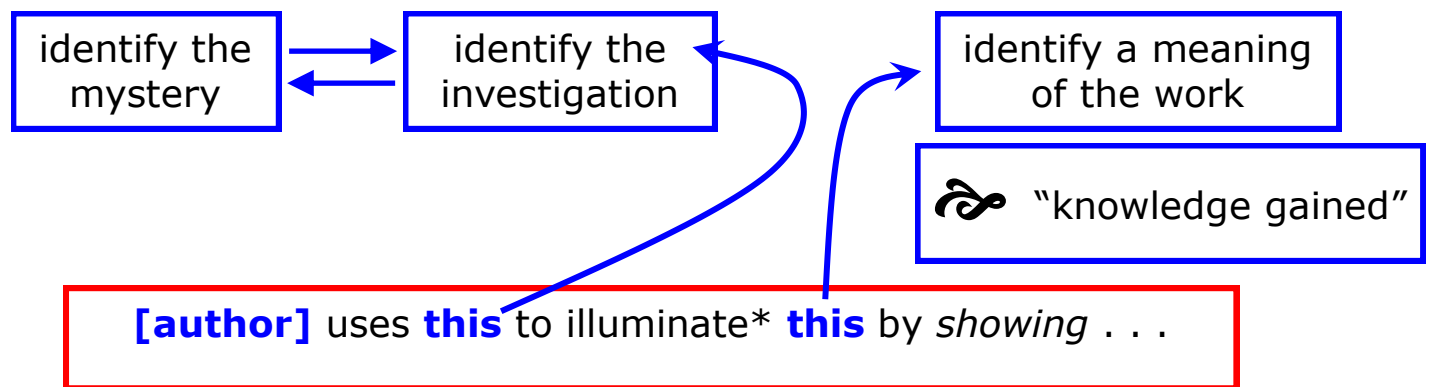 identify the
mystery
identify the
investigation
identify a meaning
of the work
“knowledge gained”
[author] uses this to illuminate* this by showing . . .